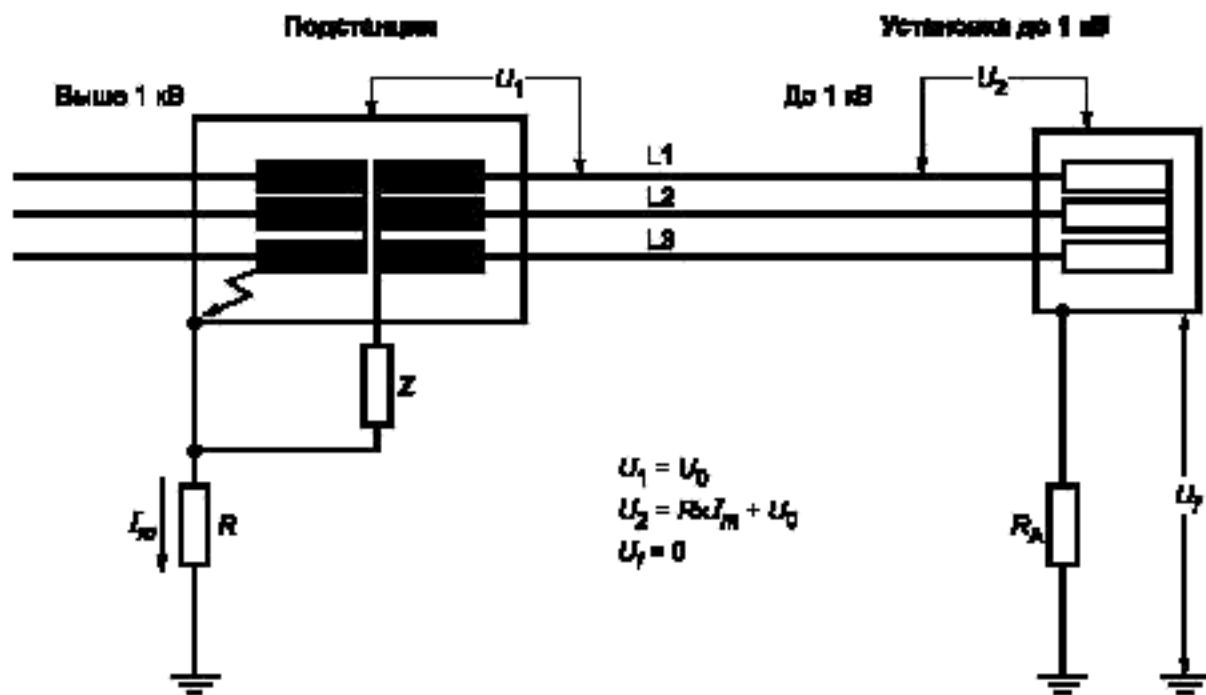 Подстанция
Установка до 1 кВ
Выше 1 кВ
U1
До 1 кВ
U2
L1
L2
L3
Z
U1 = U0
U2 = R×Im + U0
Uf = 0
Im
R
RA
Uf